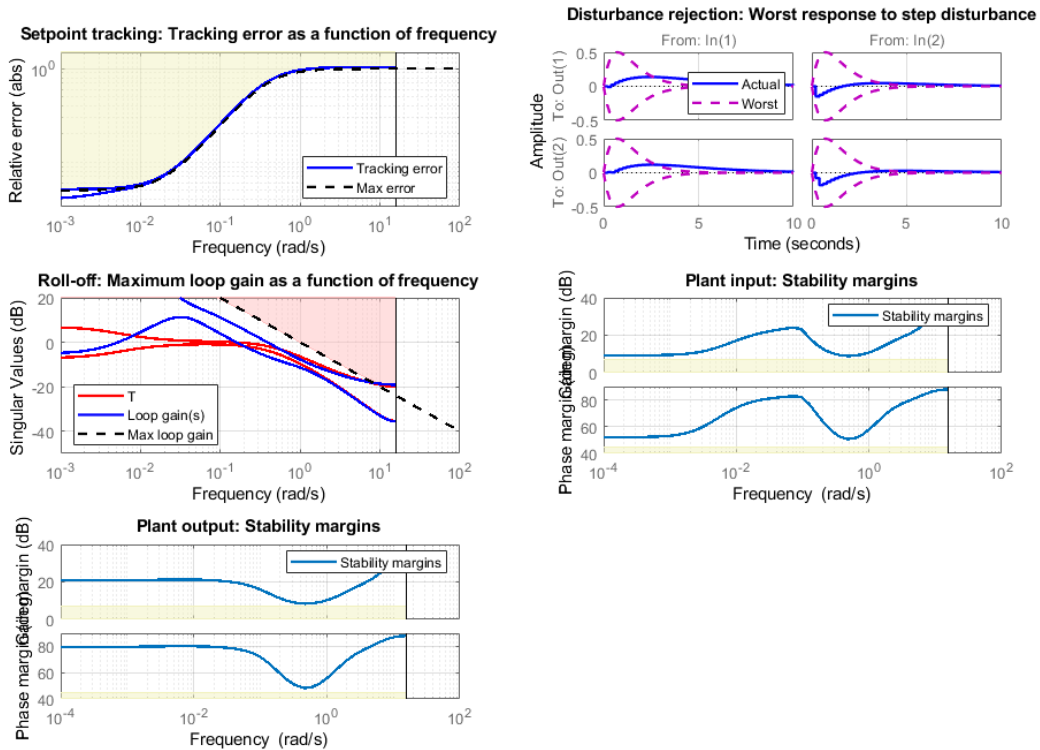 Setpoint tracking: Tracking error as a function of frequency
Relative error (abs)
10^0
Tracking error
Max error
10^-3 10^-2 10^-1 10^0 10^1 10^2
Frequency (rad/s)
Disturbance rejection: Worst response to step disturbance
From: In(1) From: In(2)
Amplitude
To: Out(1)
0.5
0
-0.5
Actual
Worst
To: Out(2)
0.5
0
-0.5
0 5 10 0 5 10
Time (seconds)
Roll-off: Maximum loop gain as a function of frequency
Singular Values (dB)
20
0
-20
-40
T
Loop gain(s)
Max loop gain
10^-3 10^-2 10^-1 10^0 10^1 10^2
Frequency (rad/s)
Plant input: Stability margins
40
20
0
Stability margins
Phase margin (deg)
80
60
40
10^-4 10^-2 10^0 10^2
Frequency (rad/s)
Plant output: Stability margins
40
20
0
Stability margins
Phase margin (deg)
80
60
40
10^-4 10^-2 10^0 10^2
Frequency (rad/s)